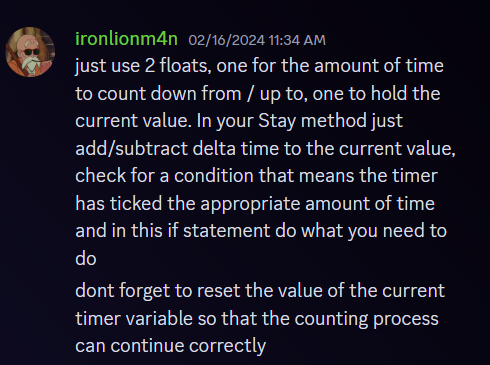 ironlionm4n 02/16/2024 11:34 AM
just use 2 floats, one for the amount of time
to count down from / up to, one to hold the
current value. In your Stay method just
add/subtract delta time to the current value,
check for a condition that means the timer
has ticked the appropriate amount of time
and in this if statement do what you need to
do
dont forget to reset the value of the current
timer variable so that the counting process
can continue correctly